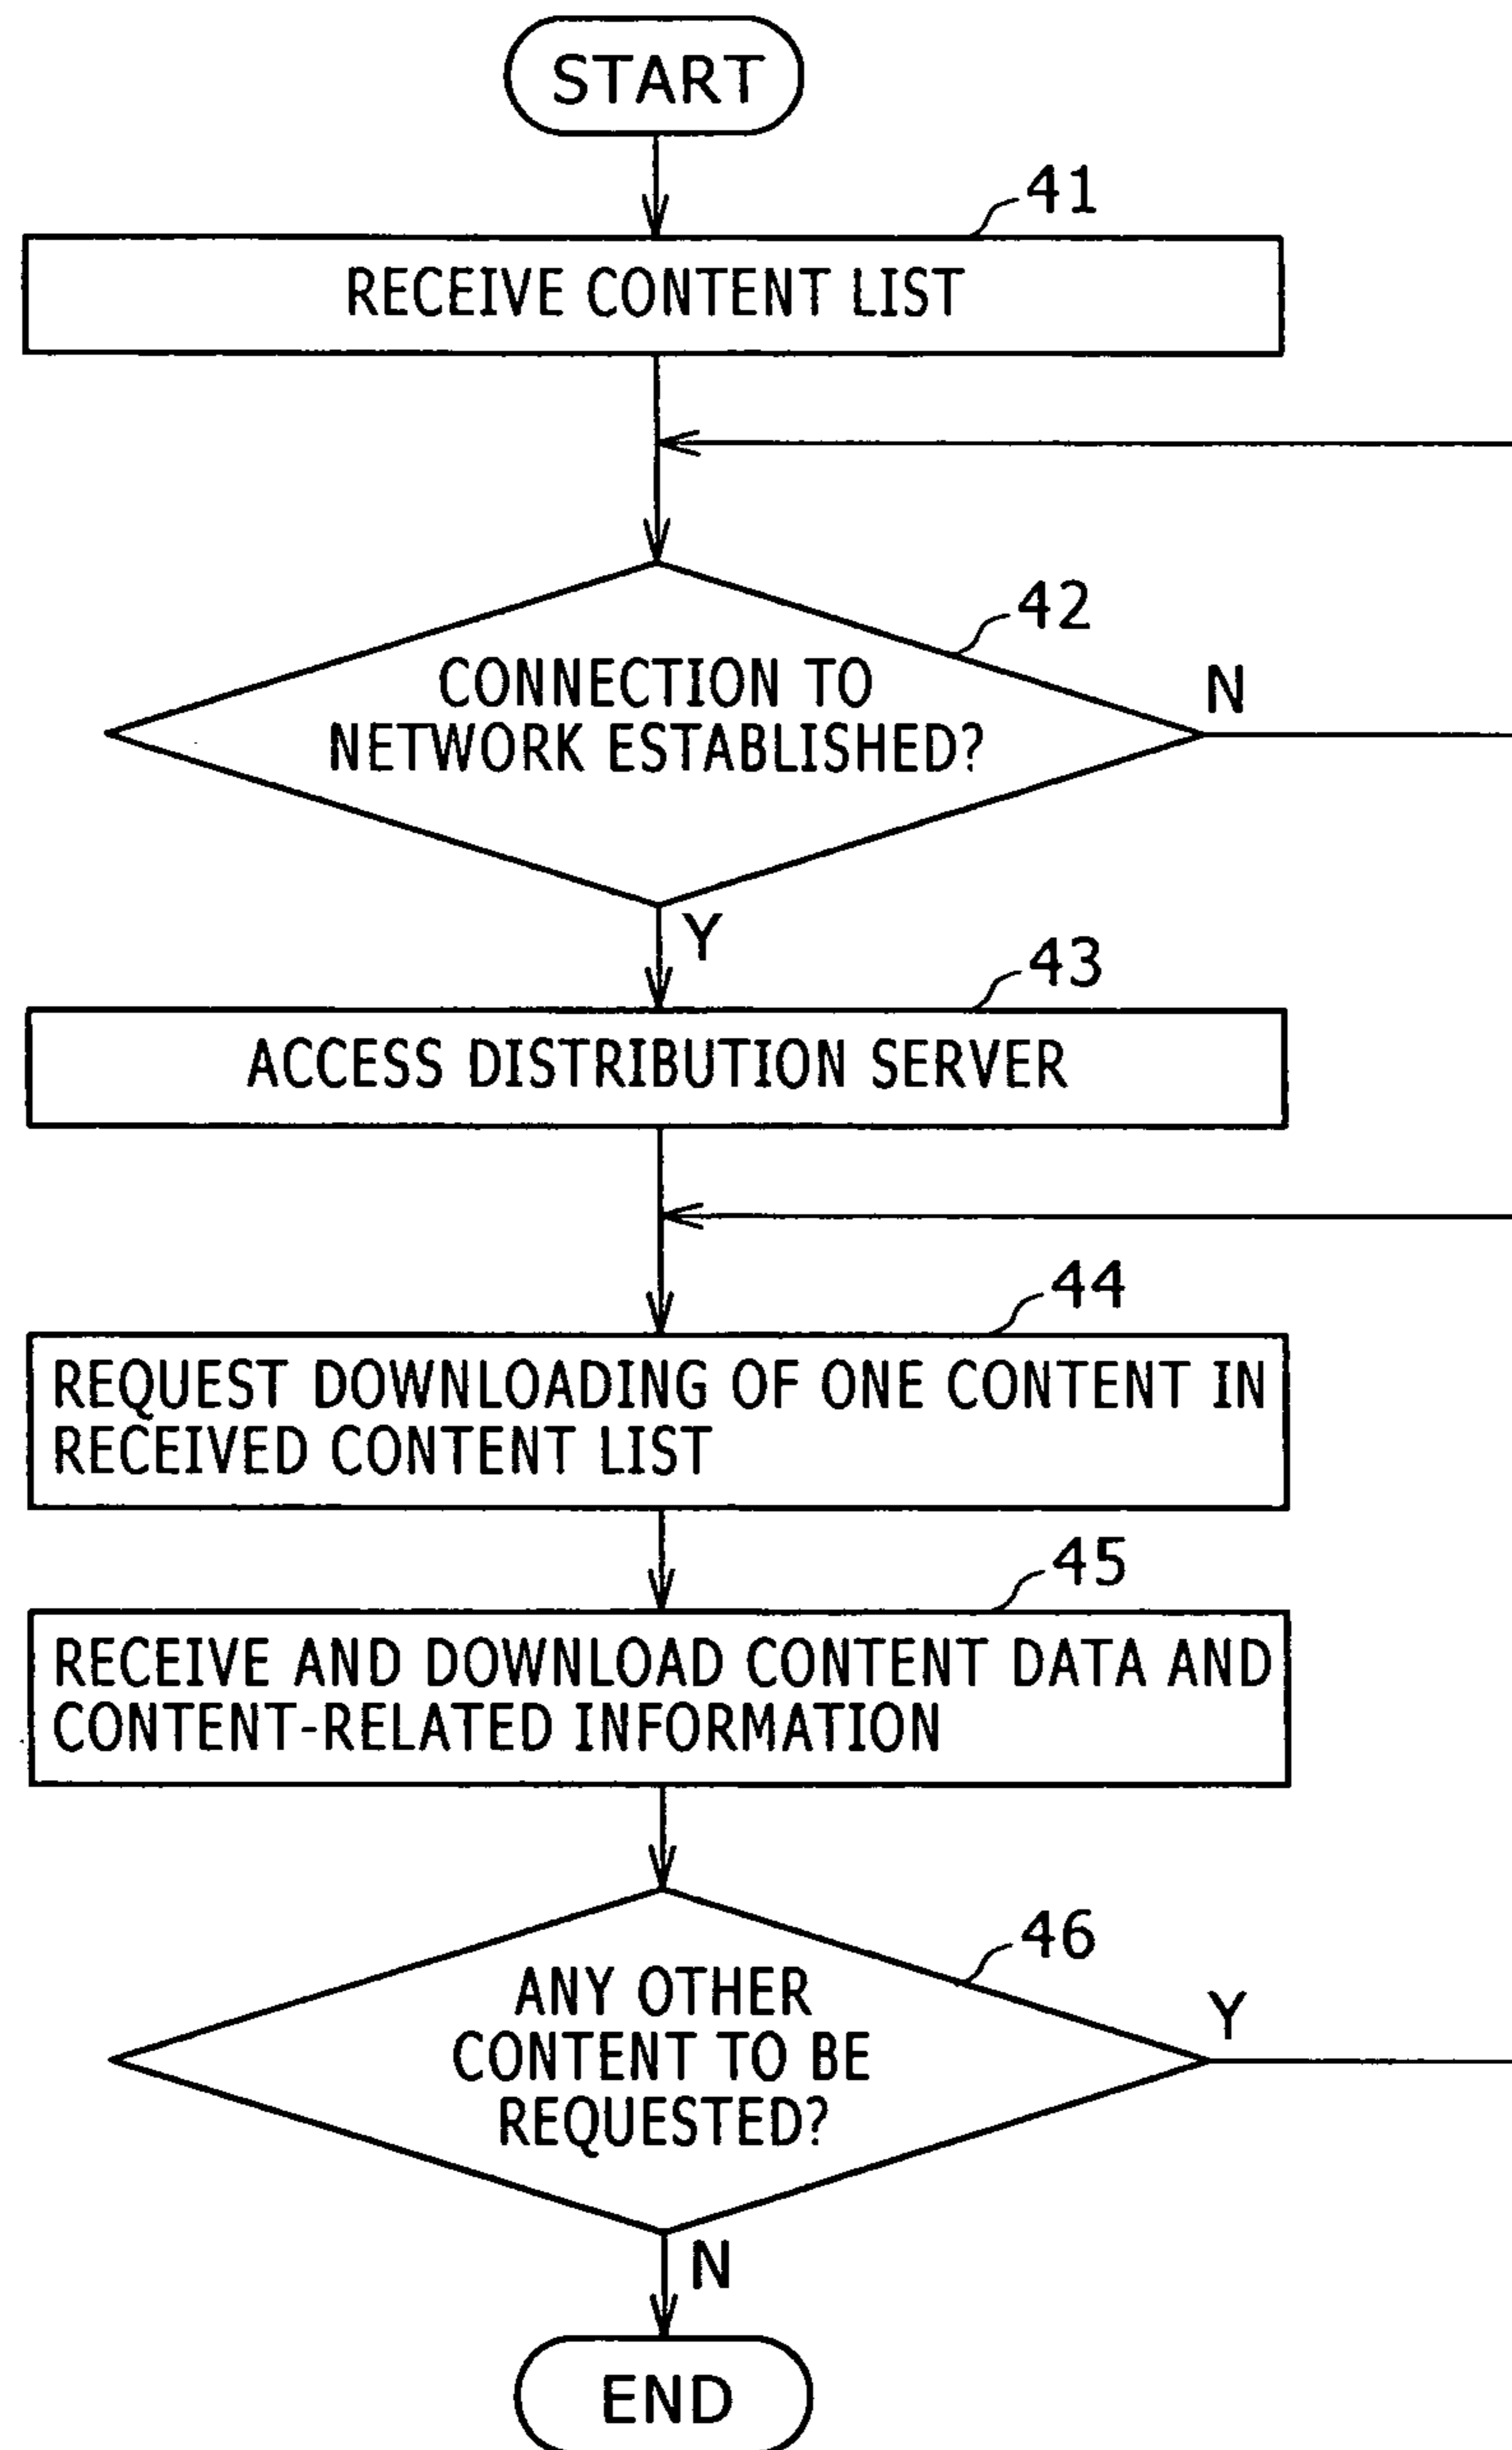 START
41
RECEIVE CONTENT LIST
42
CONNECTION TO
NETWORK ESTABLISHED?
N
Y
43
ACCESS DISTRIBUTION SERVER
44
REQUEST DOWNLOADING OF ONE CONTENT IN
RECEIVED CONTENT LIST
45
RECEIVE AND DOWNLOAD CONTENT DATA AND
CONTENT-RELATED INFORMATION
46
ANY OTHER
CONTENT TO BE
REQUESTED?
Y
N
END